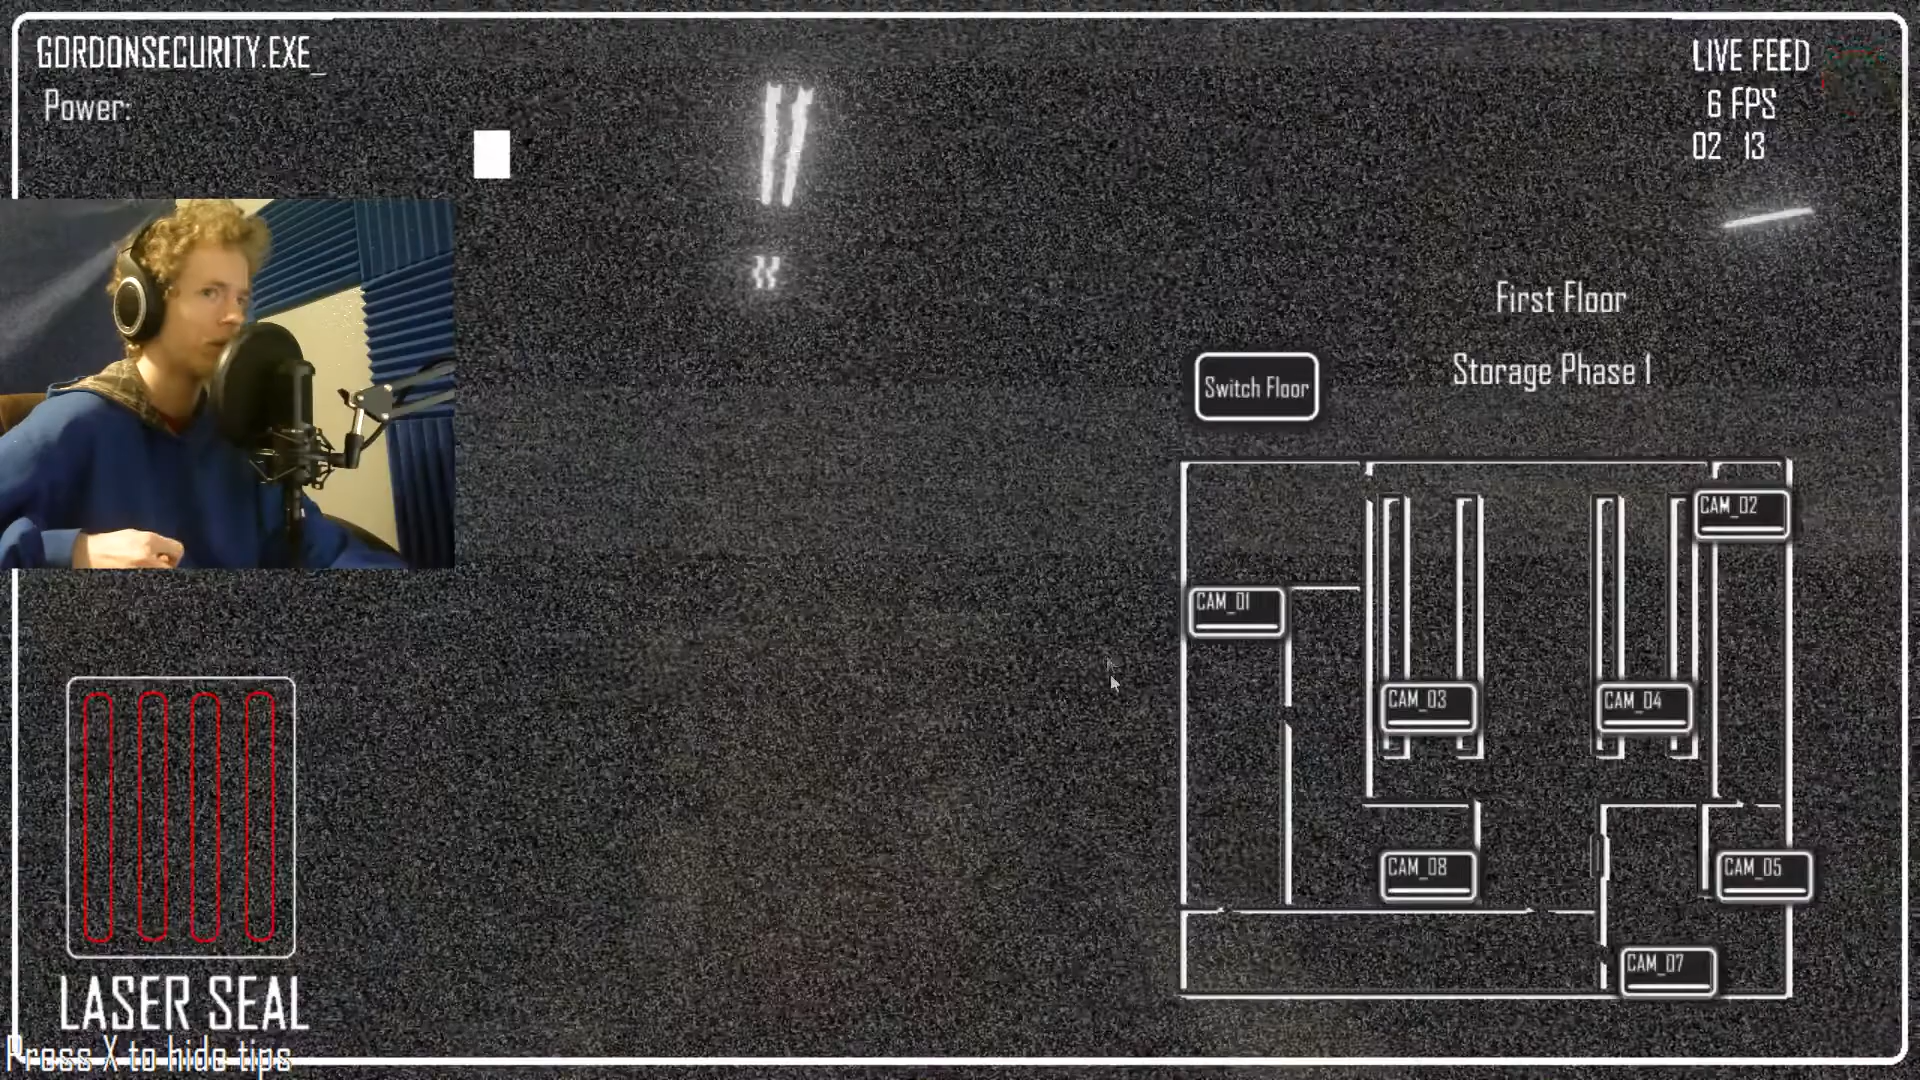 GORDONSECURITY.EXE_
Power:
LIVE FEED
6 FPS
02 13
First Floor
Switch Floor
Storage Phase 1
CAM_02
CAM_01
CAM_03
CAM_04
CAM_08
CAM_05
CAM_07
LASER SEAL
Press X to hide tips